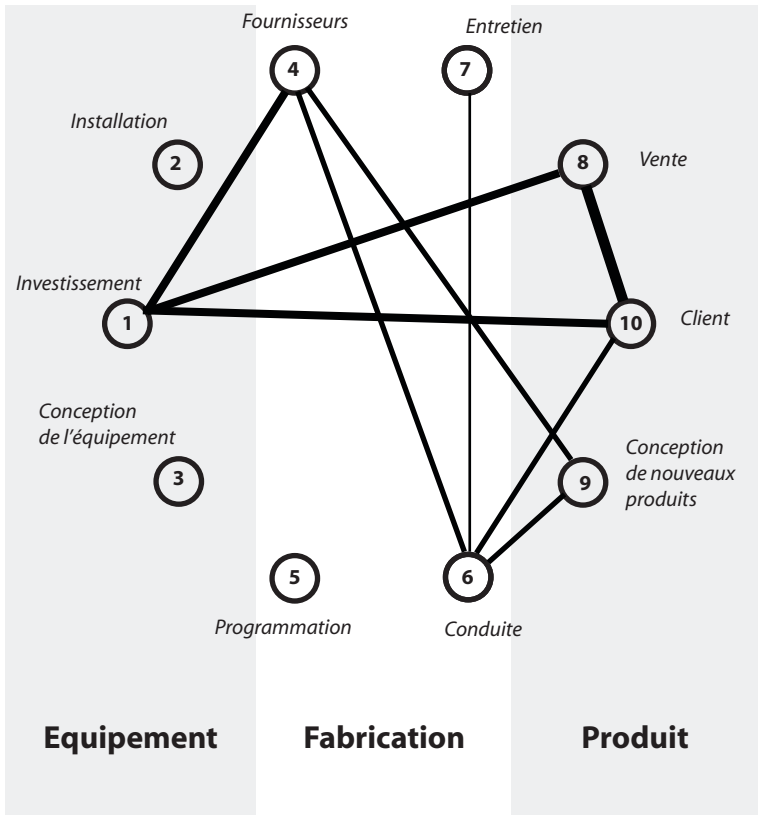 Fournisseurs
Entretien
4
7
Installation
2
8
Vente
Investissement
1
10
Client
Conception
de l'équipement
3
Conception
de nouveaux
produits
9
5
6
Programmation
Conduite
Equipement
Fabrication
Produit